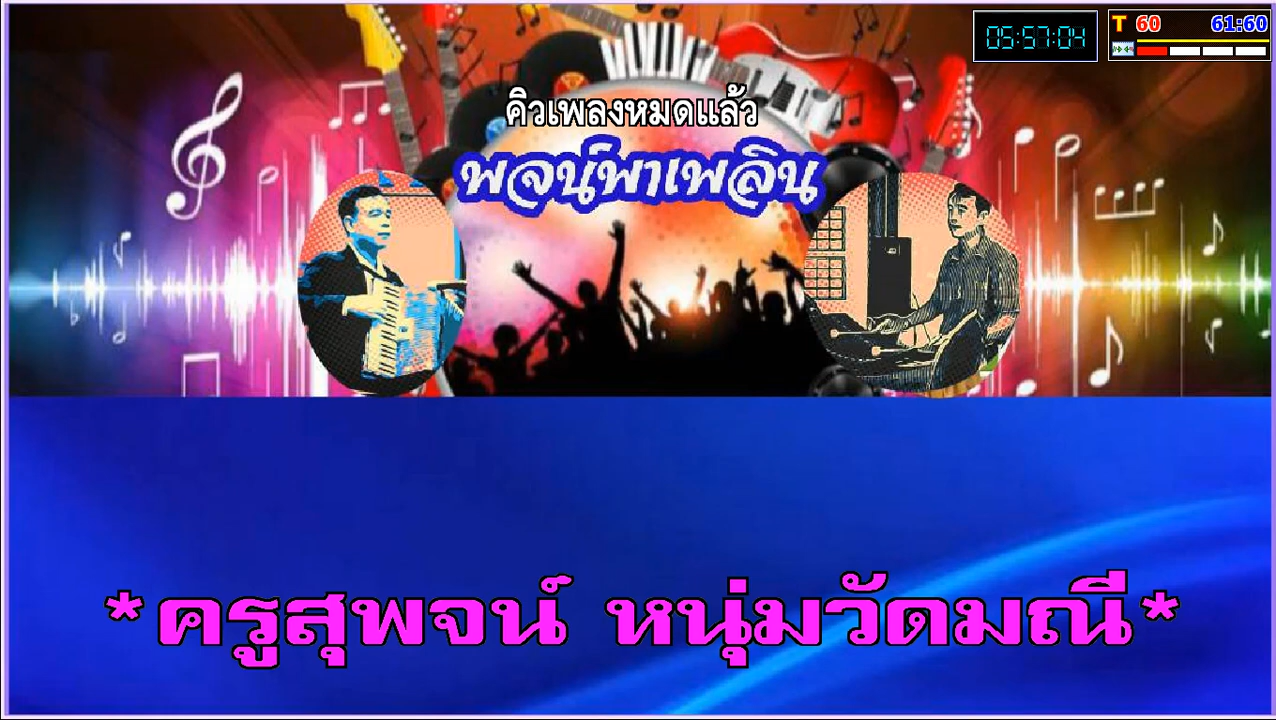 05:57:04
T 60 61:60
คิวเพลงหมดแล้ว
พจน์พาเพลิน
*ครูสุพจน์ หนุ่มวัดมณี*